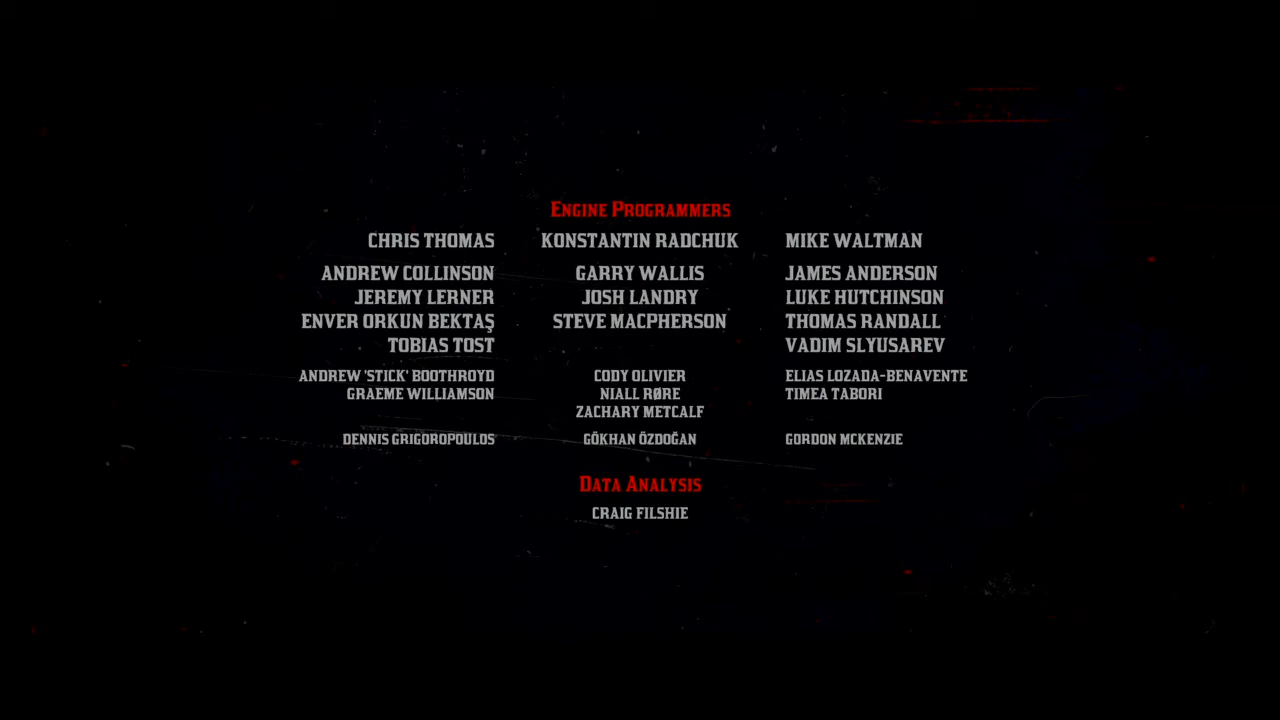 Engine Programmers
CHRIS THOMAS KONSTANTIN RADCHUK MIKE WALTMAN
ANDREW COLLINSON GARRY WALLIS JAMES ANDERSON
JEREMY LERNER JOSH LANDRY LUKE HUTCHINSON
ENVER ORKUN BEKTAŞ STEVE MACPHERSON THOMAS RANDALL
TOBIAS TOST VADIM SLYUSAREV
ANDREW 'STICK' BOOTHROYD CODY OLIVIER ELIAS LOZADA-BENAVENTE
GRAEME WILLIAMSON NIALL RØRE TIMEA TABORI
ZACHARY METCALF
DENNIS GRIGOROPOULOS GÖKHAN ÖZDOĞAN GORDON MCKENZIE
Data Analysis
CRAIG FILSHIE